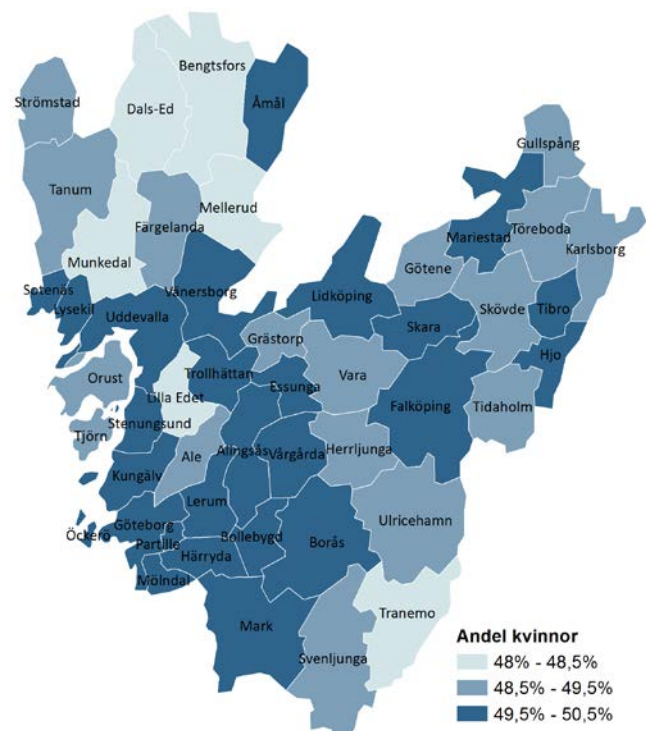 Bengtsfors
Strömstad
Dals-Ed
Åmål
Gullspång
Tanum
Mellerud
Färgelanda
Töreboda
Mariestad
Karlsborg
Munkedal
Götene
Sotenäs
Lysekil
Vänersborg
Lidköping
Uddevalla
Skara
Skövde
Tibro
Grästorp
Hjo
Orust
Trollhättan
Essunga
Vara
Lilla Edet
Falköping
Tidaholm
Stenungsund
Tjörn
Ale
Alingsås
Vårgårda
Herrljunga
Kungälv
Lerum
Ulricehamn
Göteborg
Öckerö
Bollebygd
Borås
Partille
Härryda
Mölndal
Tranemo
Mark
Svenljunga
Andel kvinnor
48% - 48,5%
48,5% - 49,5%
49,5% - 50,5%